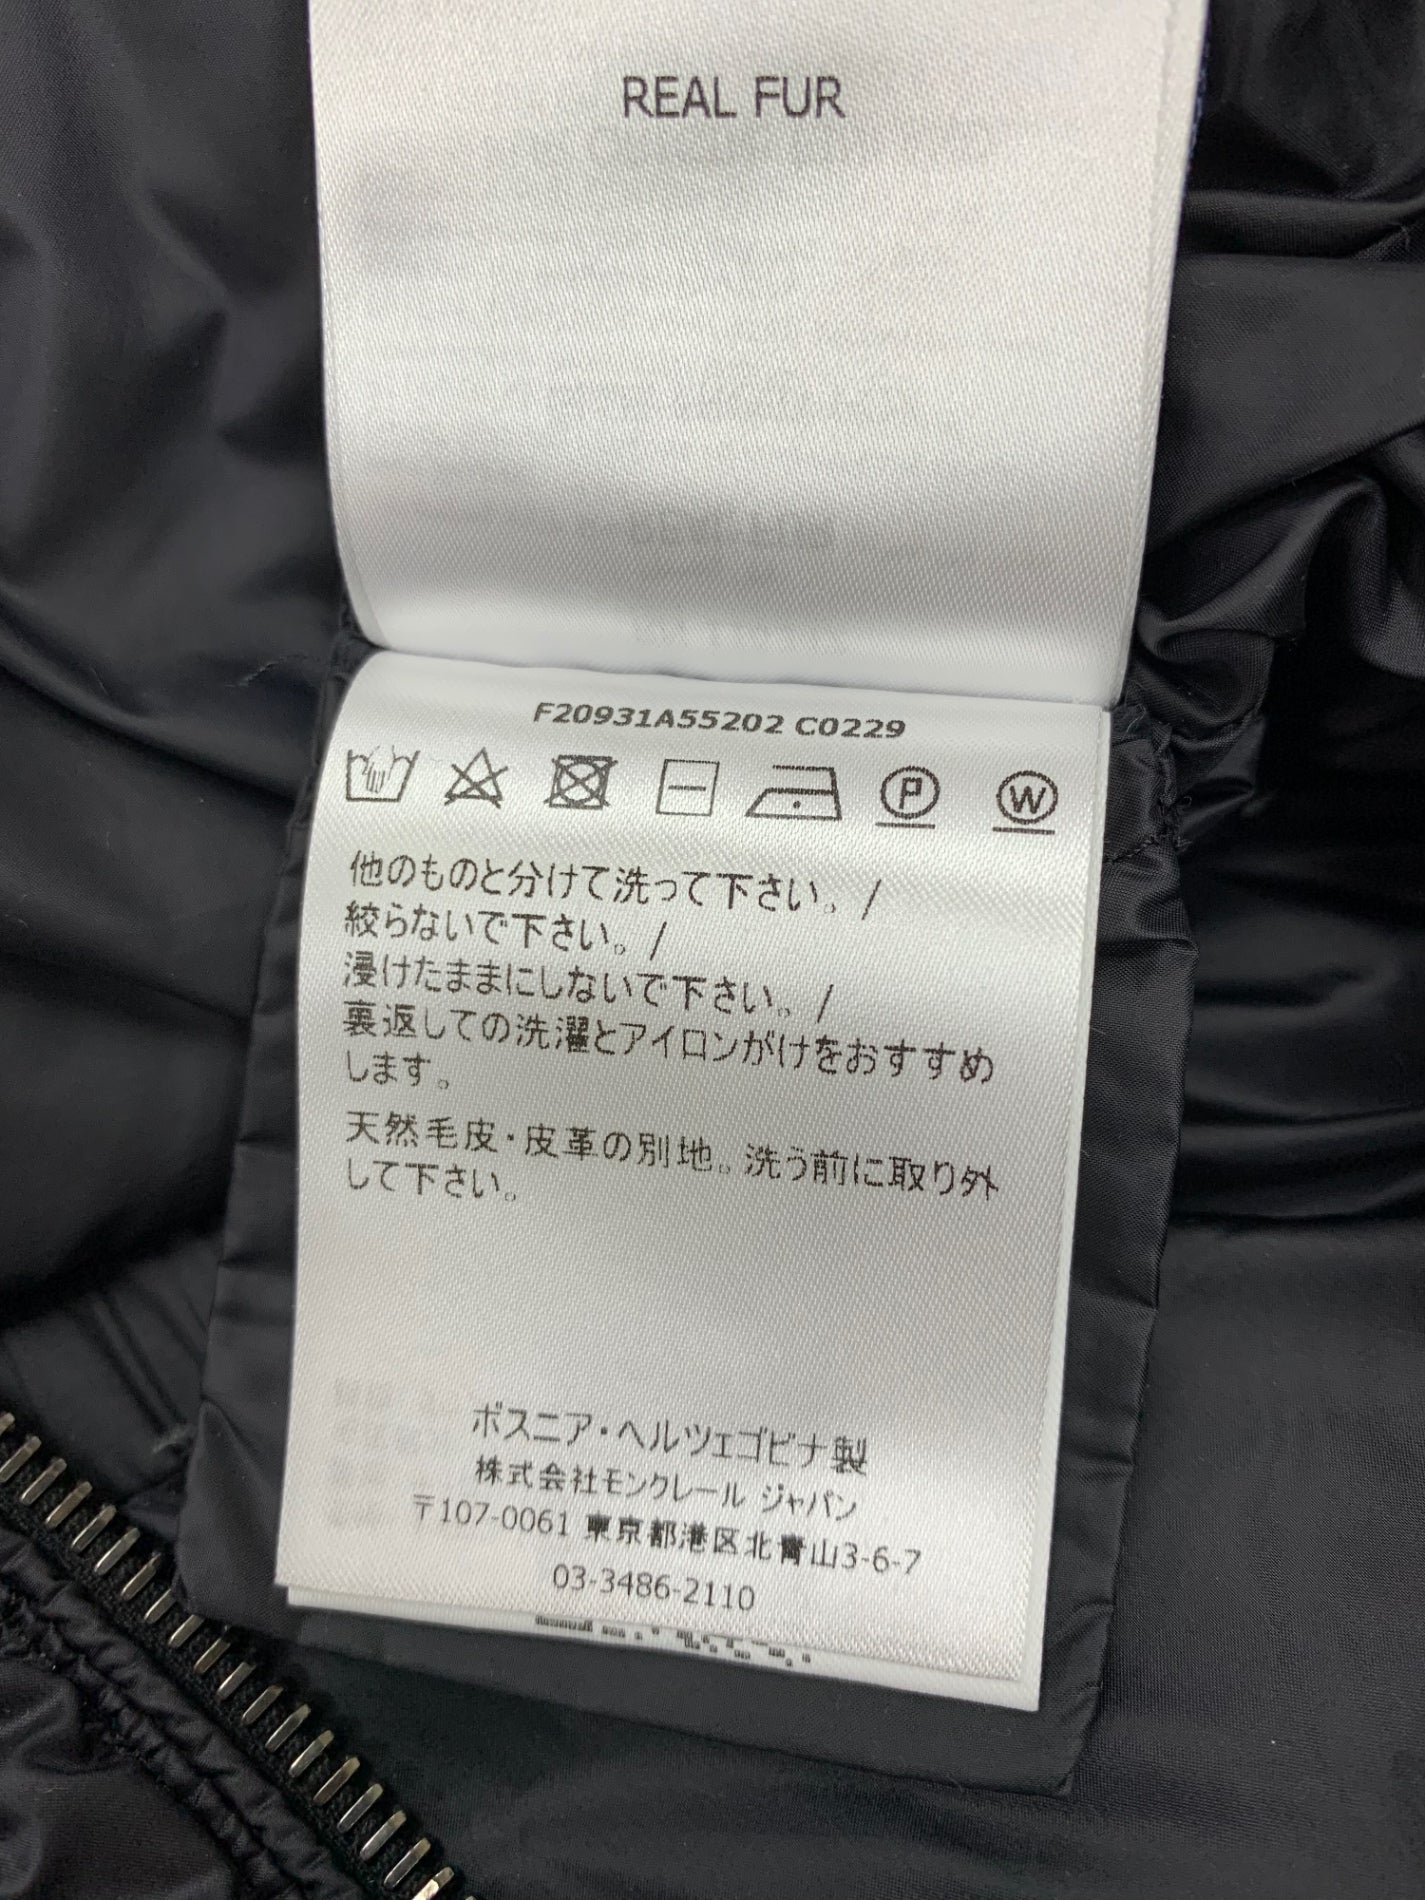 REAL FUR
F20931A55202 C0229
P W
他のものと分けて洗って下さい。/
絞らないで下さい。/
浸けたままにしないで下さい。/
裏返しての洗濯とアイロンがけをおすすめ
します。
天然毛皮・皮革の別地。洗う前に取り外
して下さい。
ボスニア・ヘルツェゴビナ製
株式会社モンクレール ジャパン
〒107-0061 東京都港区北青山3-6-7
03-3486-2110